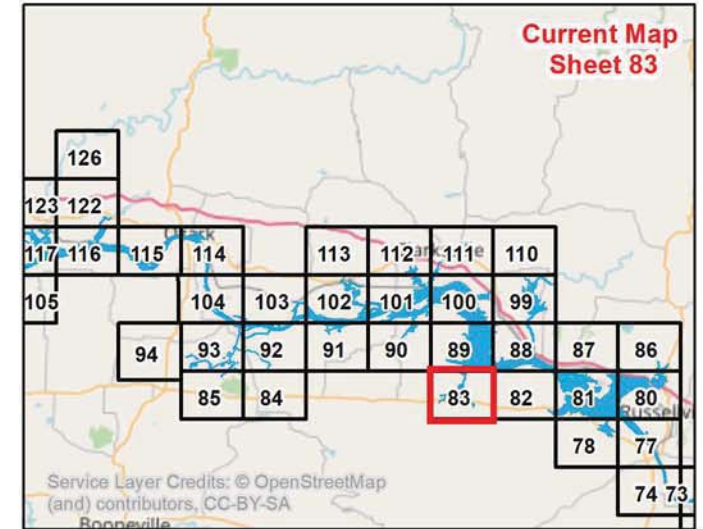 Current Map
Sheet 83
126
123 122
117 116 115 114 113 112 111 110
105 104 103 102 101 100 99
94 93 92 91 90 89 88 87 86
85 84 83 82 81 80
78 77
74 73
Service Layer Credits: © OpenStreetMap
(and) contributors, CC-BY-SA
Booneville